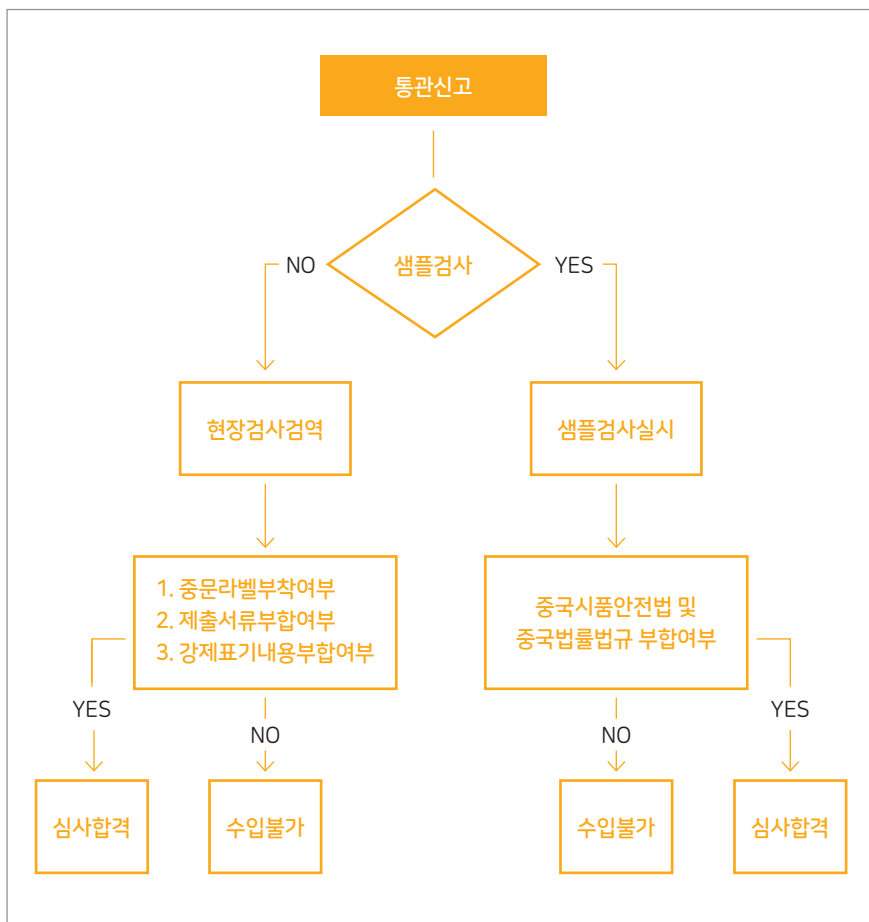 통관신고
샘플검사
NO
YES
현장검사검역
샘플검사실시
1. 중문라벨부착여부
2. 제출서류부합여부
3. 강제표기내용부합여부
중국시품안전법 및
중국법률법규 부합여부
YES
NO
NO
YES
심사합격
수입불가
수입불가
심사합격